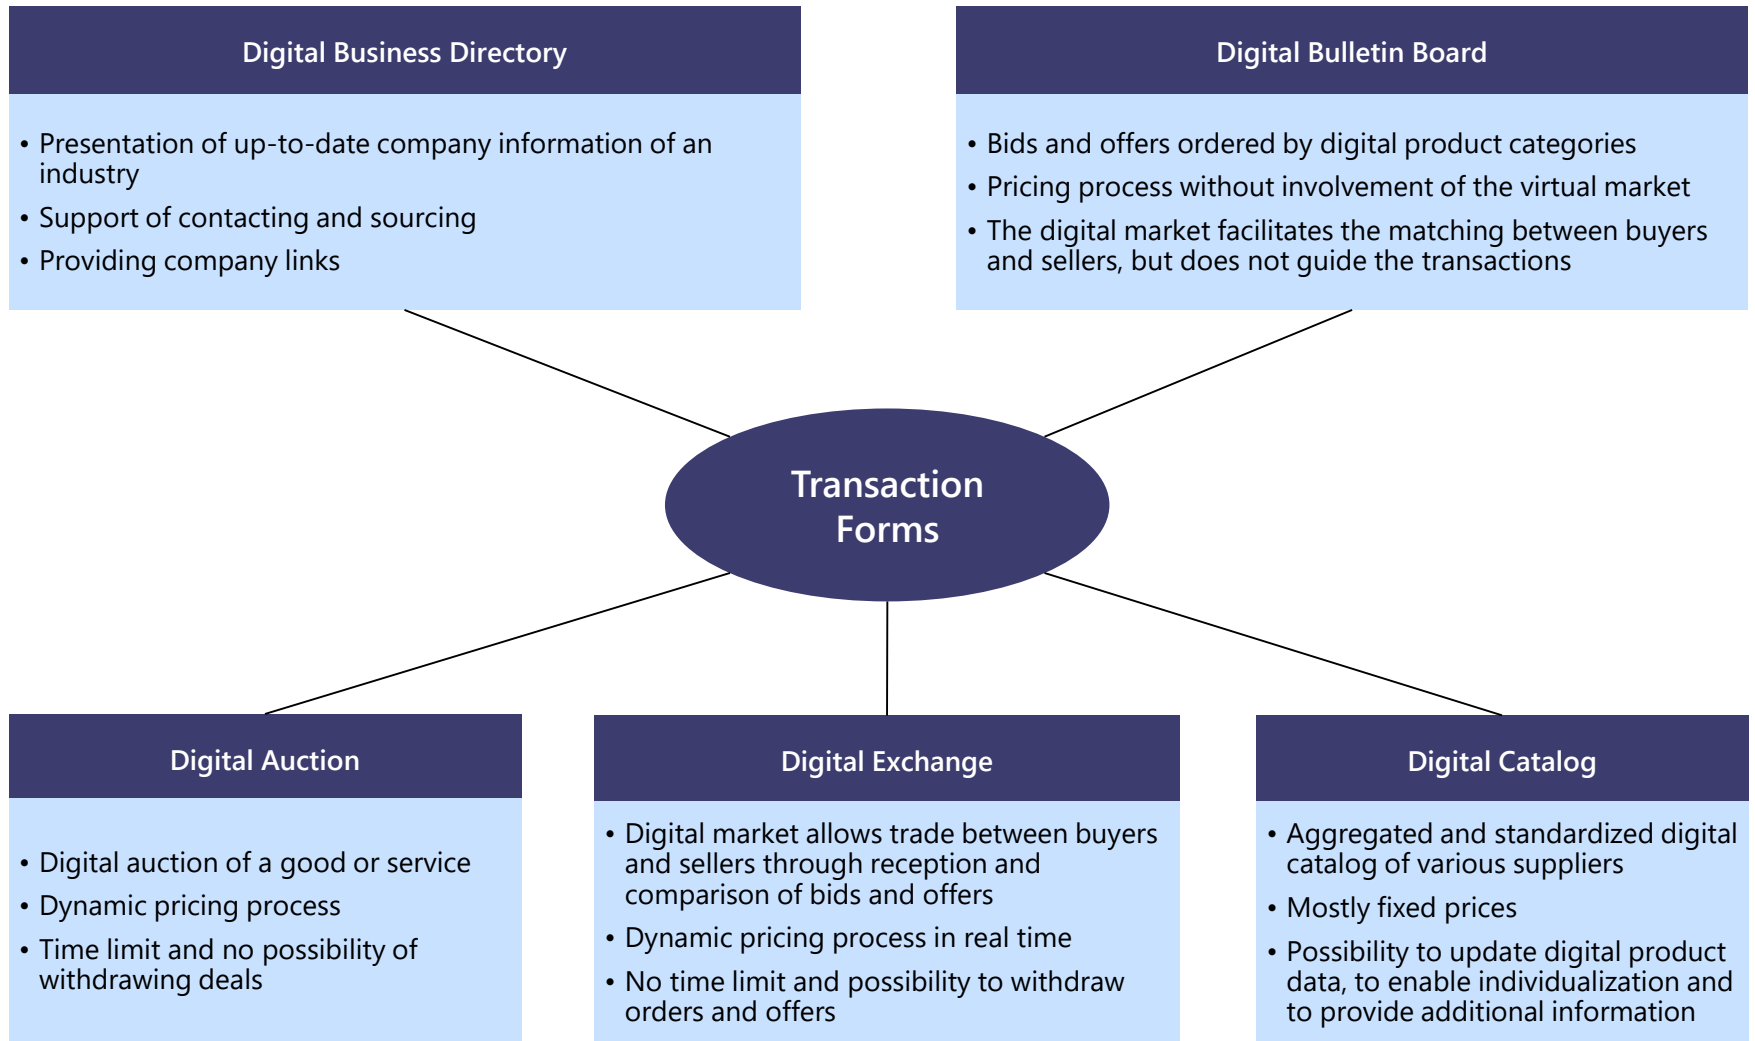 Digital Business Directory
• Presentation of up-to-date company information of an
industry
• Support of contacting and sourcing
• Providing company links
Digital Bulletin Board
• Bids and offers ordered by digital product categories
• Pricing process without involvement of the virtual market
• The digital market facilitates the matching between buyers
and sellers, but does not guide the transactions
Transaction
Forms
Digital Auction
• Digital auction of a good or service
• Dynamic pricing process
• Time limit and no possibility of
withdrawing deals
Digital Exchange
• Digital market allows trade between buyers
and sellers through reception and
comparison of bids and offers
• Dynamic pricing process in real time
• No time limit and possibility to withdraw
orders and offers
Digital Catalog
• Aggregated and standardized digital
catalog of various suppliers
• Mostly fixed prices
• Possibility to update digital product
data, to enable individualization and
to provide additional information